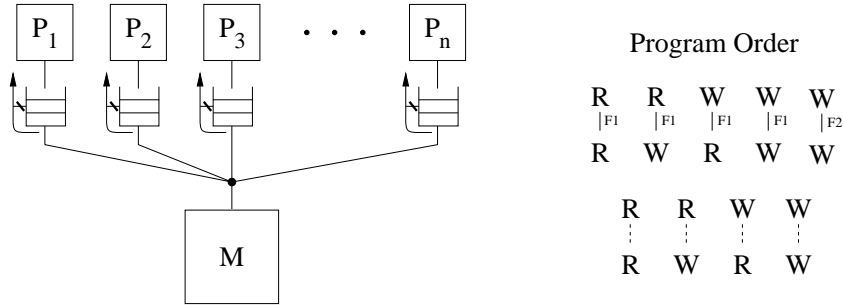 P1 P2 P3 Pn
M
Program Order
R R W W W
F1 F1 F1 F1 F2
R W R W W
R R W W
R W R W